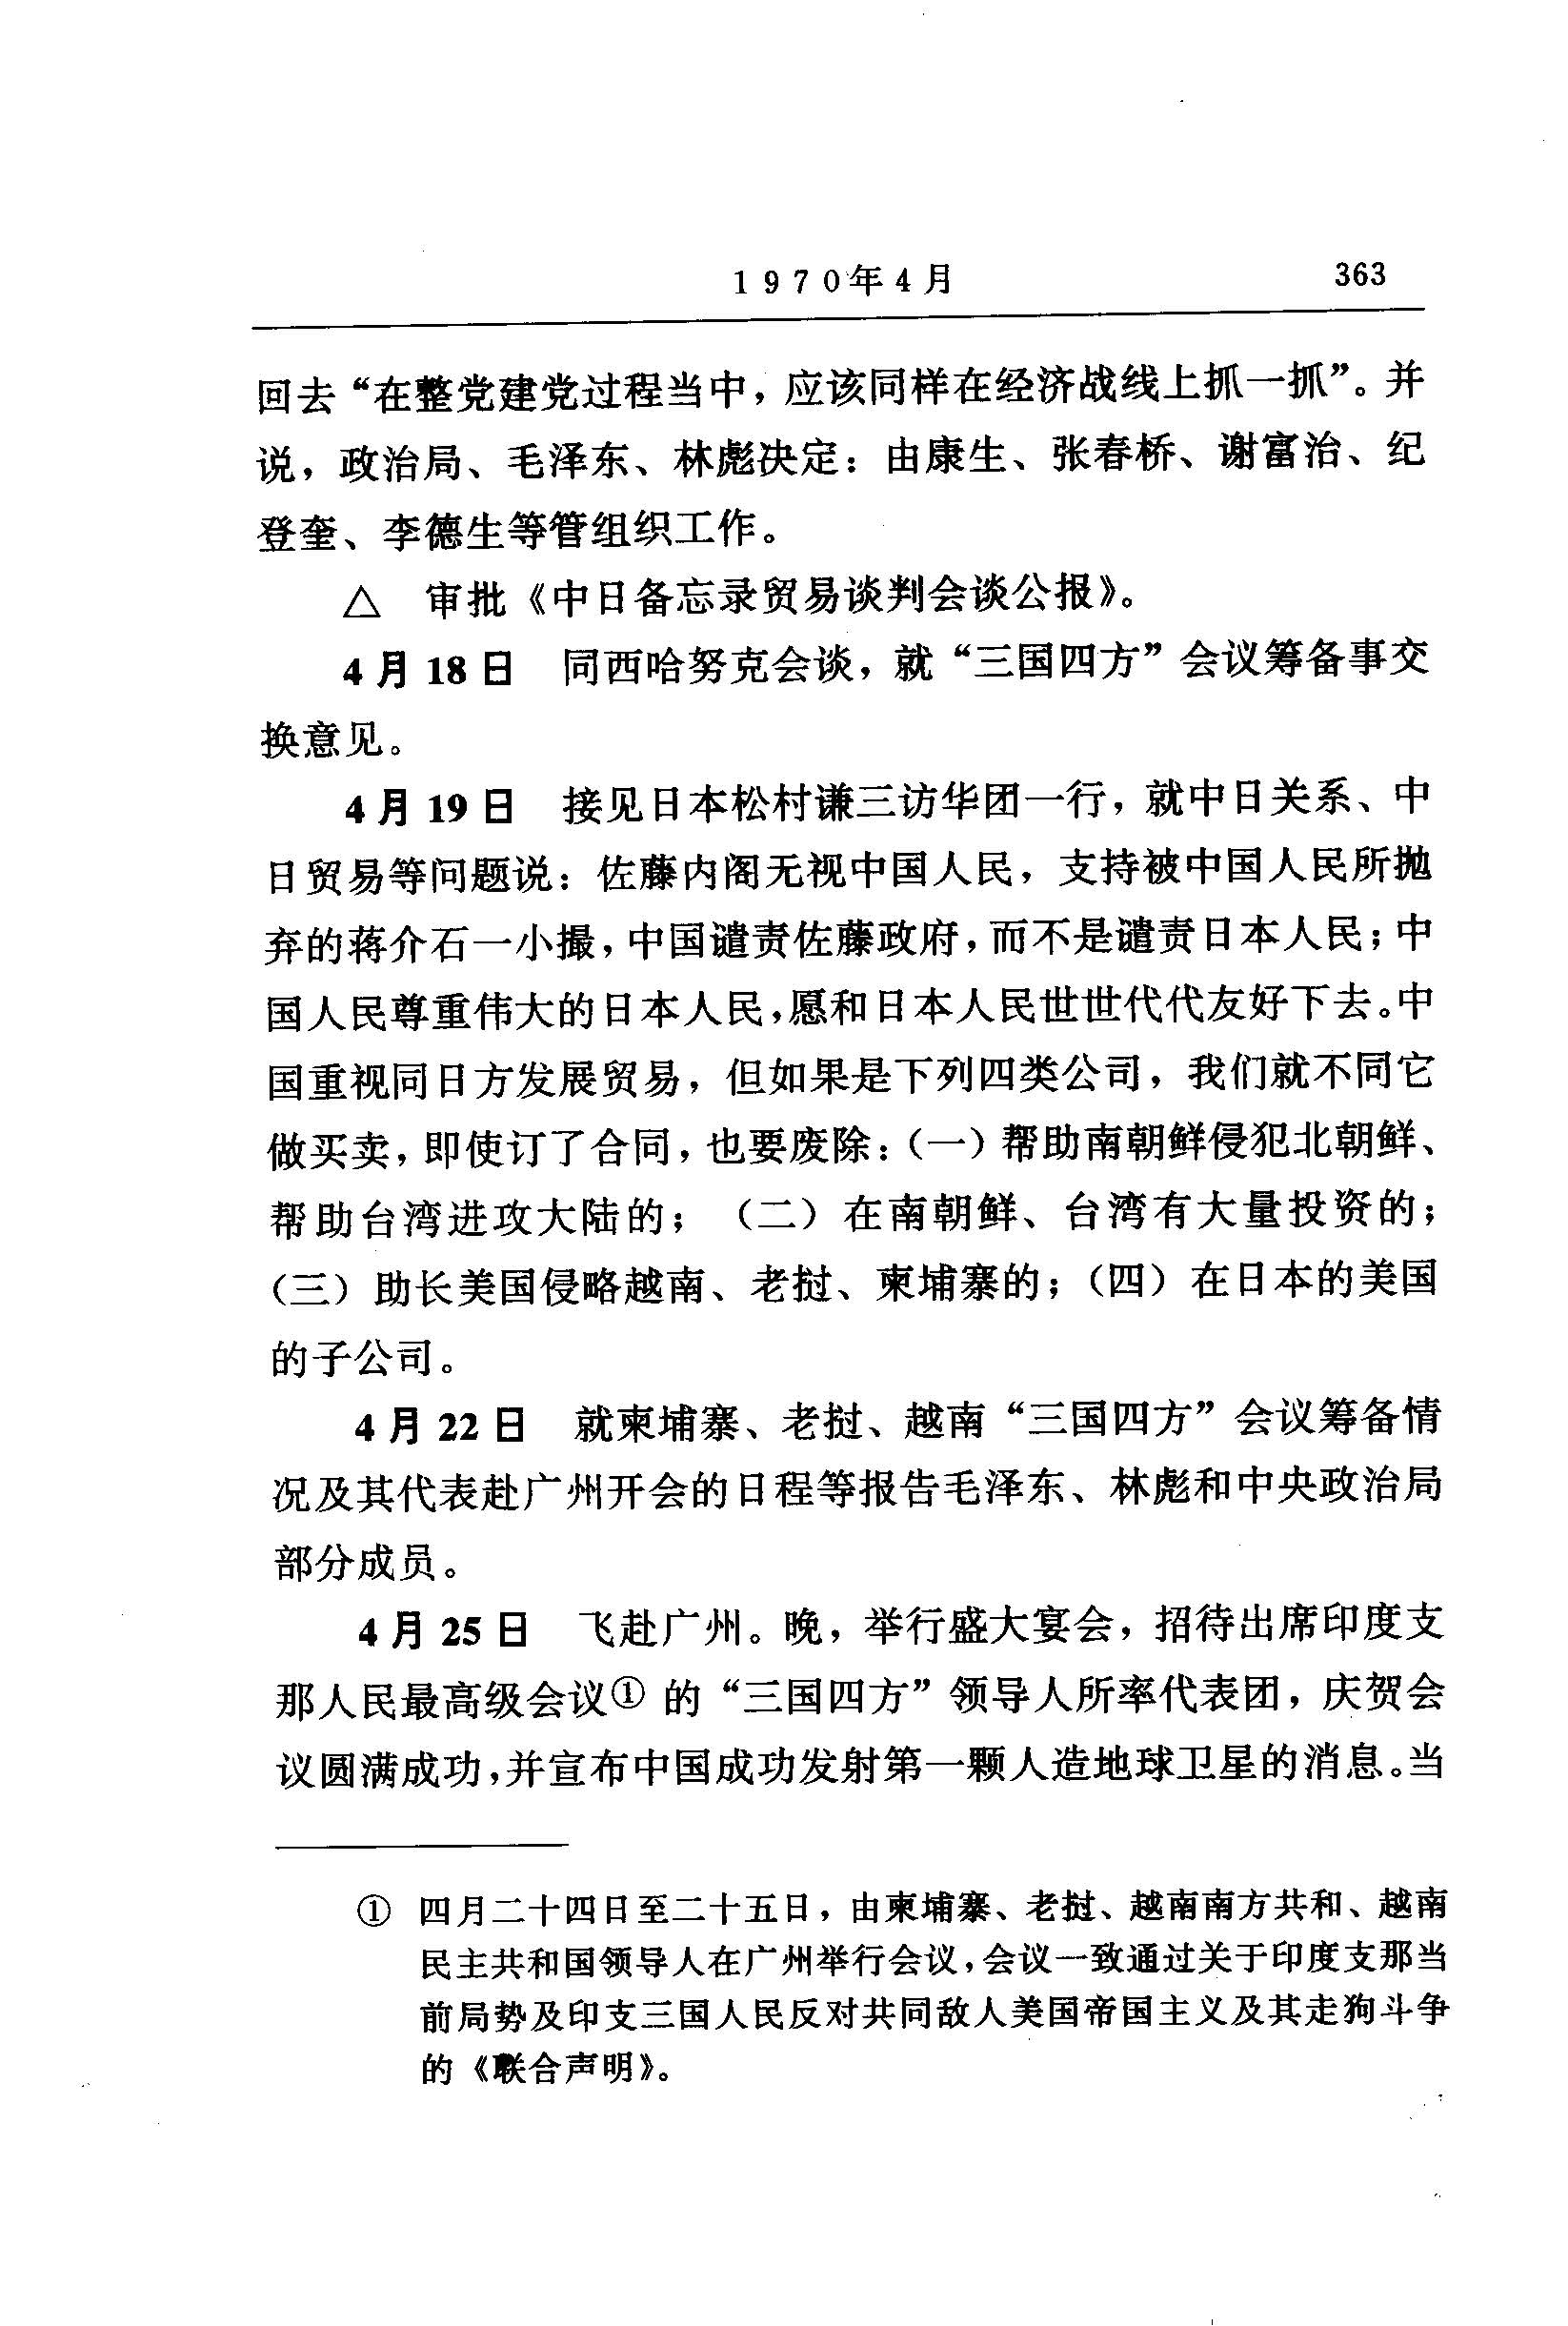 1970年4月 363
回去“在整党建党过程当中，应该同样在经济战线上抓一抓”。并
说，政治局、毛泽东、林彪决定：由康生、张春桥、谢富治、纪
登奎、李德生等管组织工作。
△ 审批《中日备忘录贸易谈判会谈公报》。
4月18日 同西哈努克会谈，就“三国四方”会议筹备事交
换意见。
4月19日 接见日本松村谦三访华团一行，就中日关系、中
日贸易等问题说：佐藤内阁无视中国人民，支持被中国人民所抛
弃的蒋介石一小撮，中国谴责佐藤政府，而不是谴责日本人民；中
国人民尊重伟大的日本人民，愿和日本人民世世代代友好下去。中
国重视同日方发展贸易，但如果是下列四类公司，我们就不同它
做买卖，即使订了合同，也要废除：（一）帮助南朝鲜侵犯北朝鲜、
帮助台湾进攻大陆的；（二）在南朝鲜、台湾有大量投资的；
（三）助长美国侵略越南、老挝、柬埔寨的；（四）在日本的美国
的子公司。
4月22日 就柬埔寨、老挝、越南“三国四方”会议筹备情
况及其代表赴广州开会的日程等报告毛泽东、林彪和中央政治局
部分成员。
4月25日 飞赴广州。晚，举行盛大宴会，招待出席印度支
那人民最高级会议① 的“三国四方”领导人所率代表团，庆贺会
议圆满成功，并宣布中国成功发射第一颗人造地球卫星的消息。当
① 四月二十四日至二十五日，由柬埔寨、老挝、越南南方共和、越南
民主共和国领导人在广州举行会议，会议一致通过关于印度支那当
前局势及印支三国人民反对共同敌人美国帝国主义及其走狗斗争
的《联合声明》。